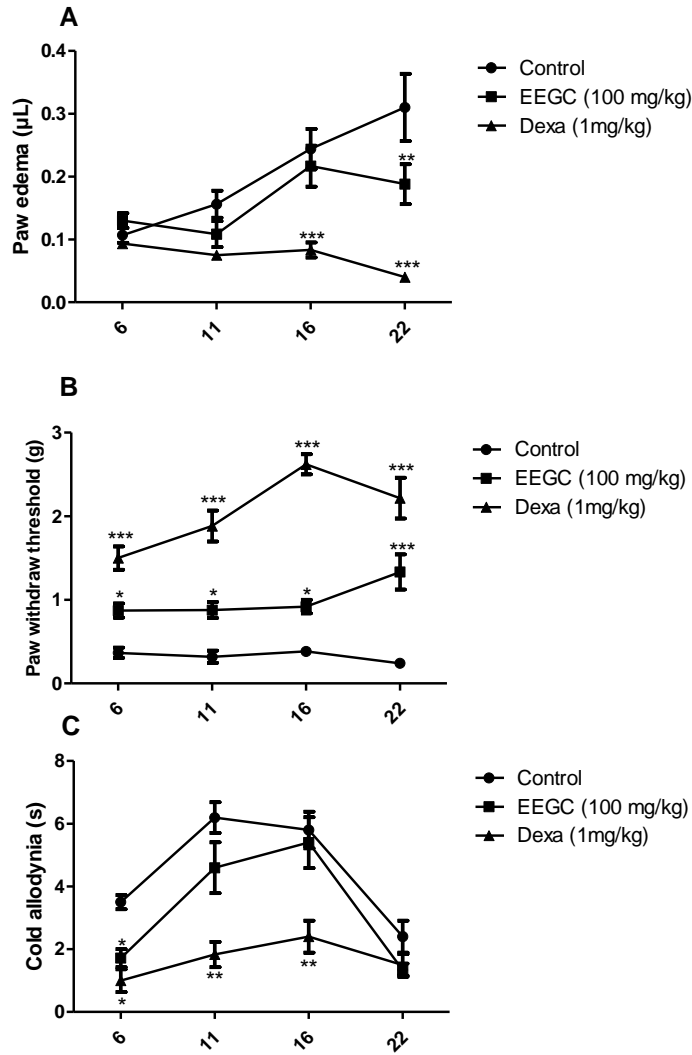 A
0.4
0.3
0.2
0.1
0.0
Paw edema (µL)
**
***
***
6
11
16
22
Control
EEGC (100 mg/kg)
Dexa (1mg/kg)
B
3
2
1
0
Paw withdraw threshold (g)
***
***
***
***
*
*
*
***
6
11
16
22
Control
EEGC (100 mg/kg)
Dexa (1mg/kg)
C
8
6
4
2
0
Cold allodynia (s)
*
*
**
**
6
11
16
22
Control
EEGC (100 mg/kg)
Dexa (1mg/kg)